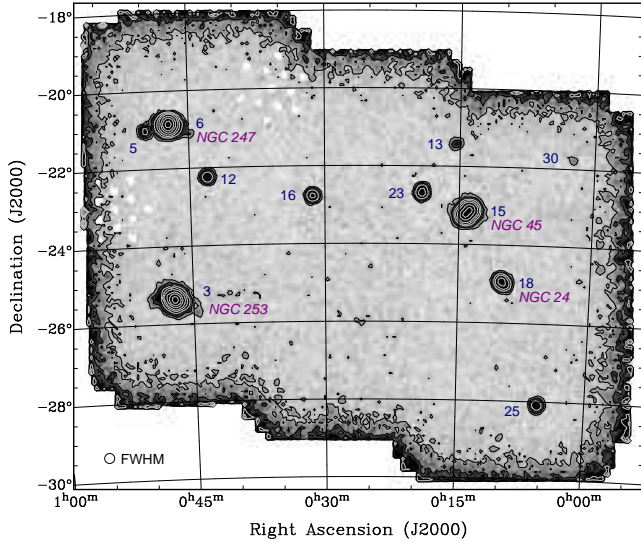 −18°
−20°
−22°
−24°
−26°
−28°
−30°
Declination (J2000)
6
NGC 247
5
13
30
12
16
23
15
NGC 45
18
NGC 24
3
NGC 253
25
FWHM
1ʰ00ᵐ 0ʰ45ᵐ 0ʰ30ᵐ 0ʰ15ᵐ 0ʰ00ᵐ
Right Ascension (J2000)